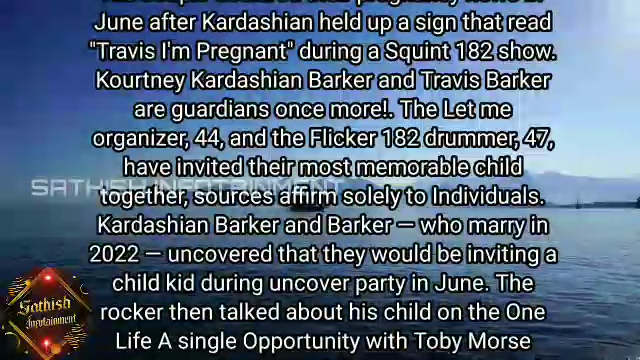 June after Kardashian held up a sign that read
"Travis I'm Pregnant" during a Squint 182 show.
Kourtney Kardashian Barker and Travis Barker
are guardians once more!. The Let me
organizer, 44, and the Flicker 182 drummer, 47,
have invited their most memorable child
SATHISH INFOTAINMENT
together, sources affirm solely to Individuals.
Kardashian Barker and Barker — who marry in
2022 — uncovered that they would be inviting a
child kid during uncover party in June. The
rocker then talked about his child on the One
Life A single Opportunity with Toby Morse
Sathish
Infotainment